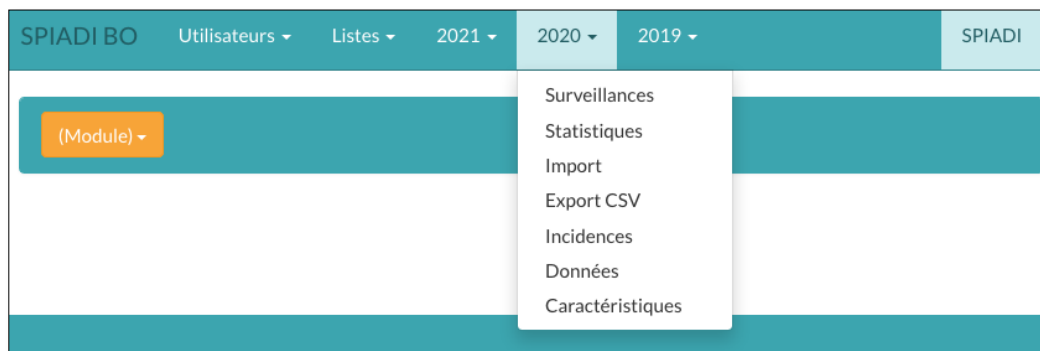 SPIADI BO Utilisateurs Listes 2021 2020 2019 SPIADI
(Module)
Surveillances
Statistiques
Import
Export CSV
Incidences
Données
Caractéristiques